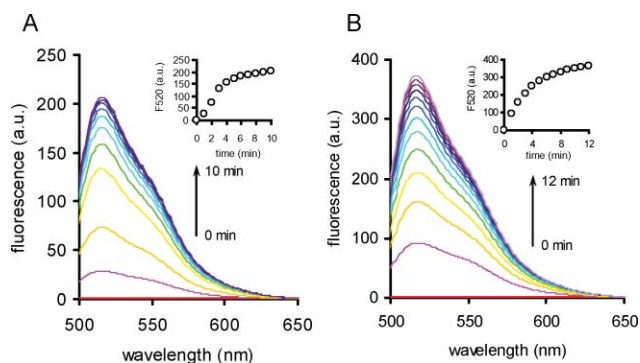 A
250
200
150
100
50
0
fluorescence (a.u.)
500
550
600
650
wavelength (nm)
F520 (a.u.)
250
200
150
100
50
0
0 2 4 6 8 10
time (min)
10 min
0 min
B
400
300
200
100
0
fluorescence (a.u.)
500
550
600
650
wavelength (nm)
F520 (a.u.)
400
300
200
100
0
0 4 8 12
time (min)
12 min
0 min